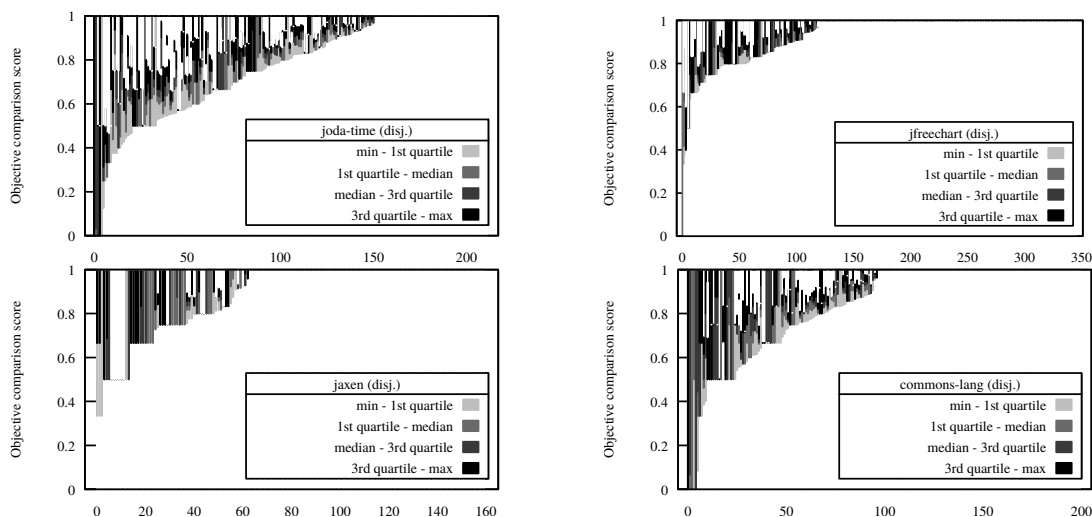 Objective comparison score
1
0.8
0.6
0.4
0.2
0
joda-time (disj.)
min - 1st quartile
1st quartile - median
median - 3rd quartile
3rd quartile - max
0 50 100 150 200
Objective comparison score
1
0.8
0.6
0.4
0.2
0
jfreechart (disj.)
min - 1st quartile
1st quartile - median
median - 3rd quartile
3rd quartile - max
0 50 100 150 200 250 300 350
Objective comparison score
1
0.8
0.6
0.4
0.2
0
jaxen (disj.)
min - 1st quartile
1st quartile - median
median - 3rd quartile
3rd quartile - max
0 20 40 60 80 100 120 140 160
Objective comparison score
1
0.8
0.6
0.4
0.2
0
commons-lang (disj.)
min - 1st quartile
1st quartile - median
median - 3rd quartile
3rd quartile - max
0 50 100 150 200